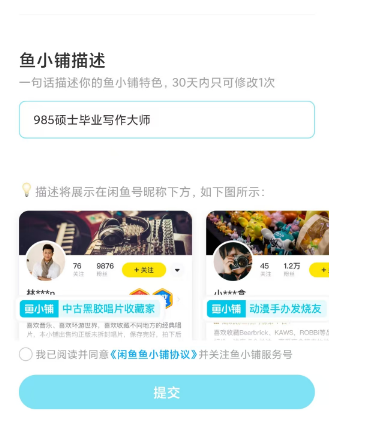 鱼小铺描述
一句话描述你的鱼小铺特色，30天内只可修改1次
985硕士毕业写作大师
描述将展示在闲鱼号昵称下方，如下图所示：
76 9876 +关注
关注 粉丝
鱼小铺 中古黑胶唱片收藏家
喜欢音乐、喜欢环游世界、喜欢收藏不同地方的经典唱
45 1.2万
关注 粉丝
鱼小铺 动漫手办发烧友
喜欢收藏Bearbrick、KAWS、ROBBI等
我已阅读并同意《闲鱼鱼小铺协议》并关注鱼小铺服务号
提交